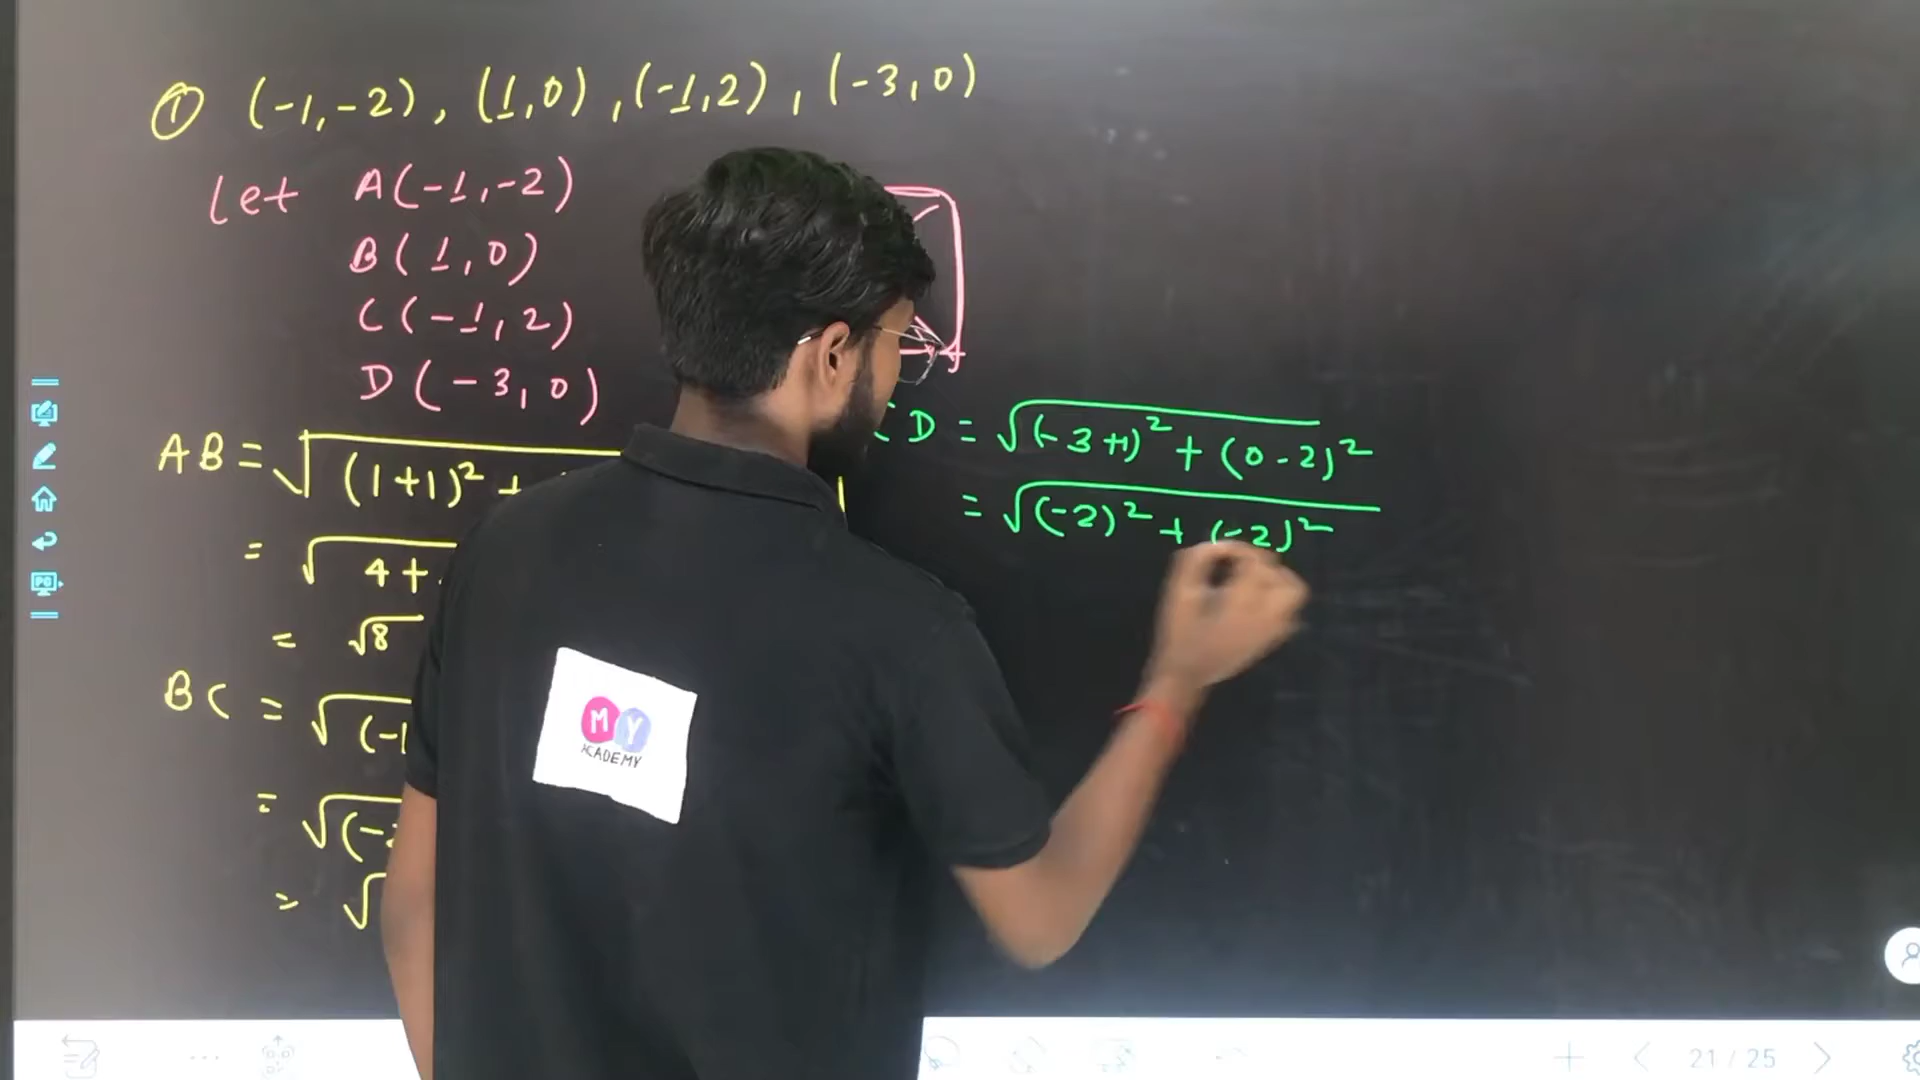 ① (-1,-2), (1,0), (-1,2), (-3,0)
Let A(-1,-2)
B(1,0)
C(-1,2)
D(-3,0)
AB = √(1+1)² +
= √4+
= √8
BC = √(-1
= √(-2
= √
CD = √(-3+1)² + (0-2)²
= √(-2)² + (-2)²
MY
ACADEMY
21 / 25